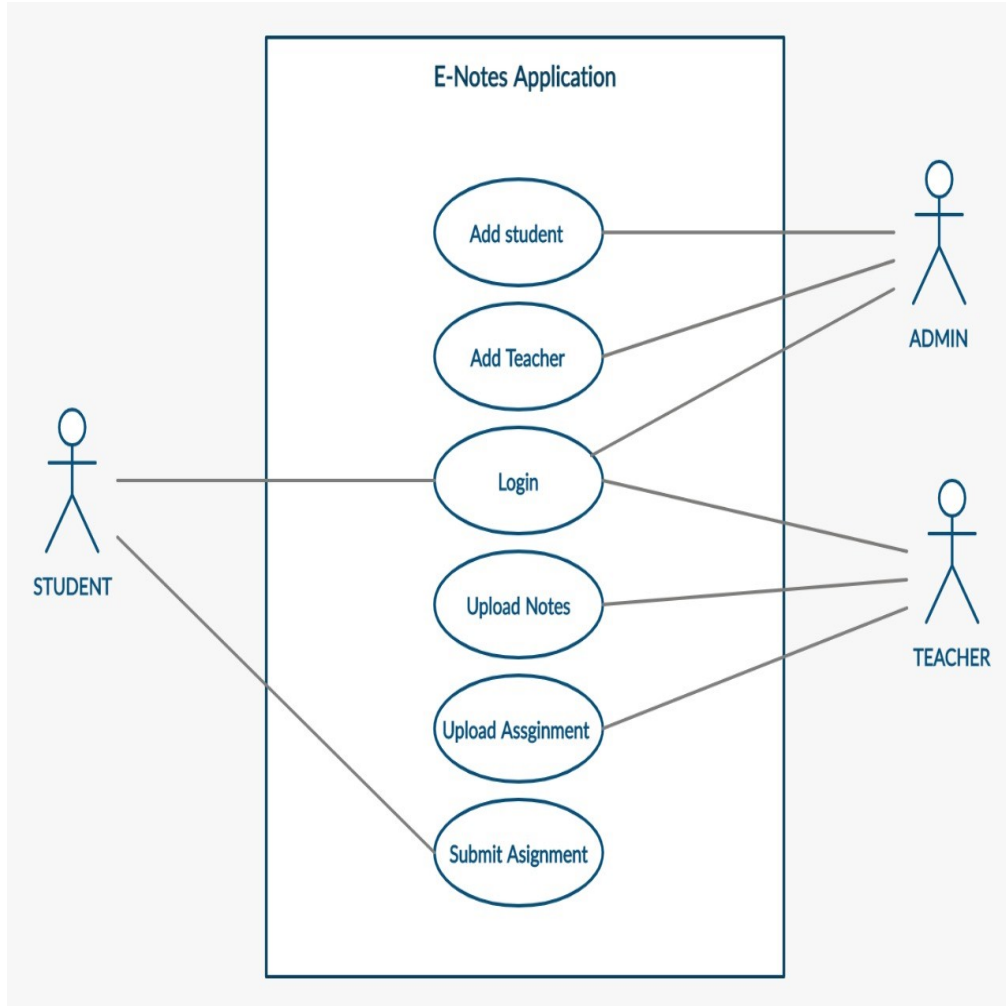 E-Notes Application
Add student
ADMIN
Add Teacher
Login
STUDENT
Upload Notes
TEACHER
Upload Assginment
Submit Asignment